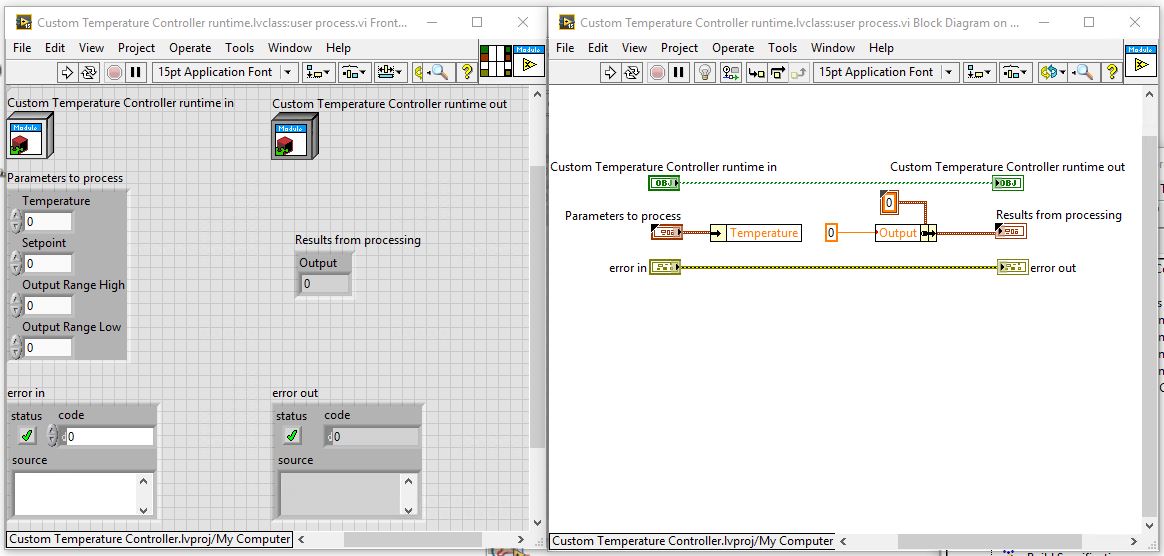 Custom Temperature Controller runtime.lvclass:user process.vi Front...
File Edit View Project Operate Tools Window Help
Module
15pt Application Font
Custom Temperature Controller runtime in
Module
Custom Temperature Controller runtime out
Module
Parameters to process
Temperature
0
Setpoint
0
Output Range High
0
Output Range Low
0
Results from processing
Output
0
error in
status code
d 0
source
error out
status code
d 0
source
Custom Temperature Controller.lvproj/My Computer
Custom Temperature Controller runtime.lvclass:user process.vi Block Diagram on ...
File Edit View Project Operate Tools Window Help
Module
15pt Application Font
Custom Temperature Controller runtime in
OBJ
Custom Temperature Controller runtime out
OBJ
0
Parameters to process
Temperature
0
Output
Results from processing
error in
error out
Custom Temperature Controller.lvproj/My Computer